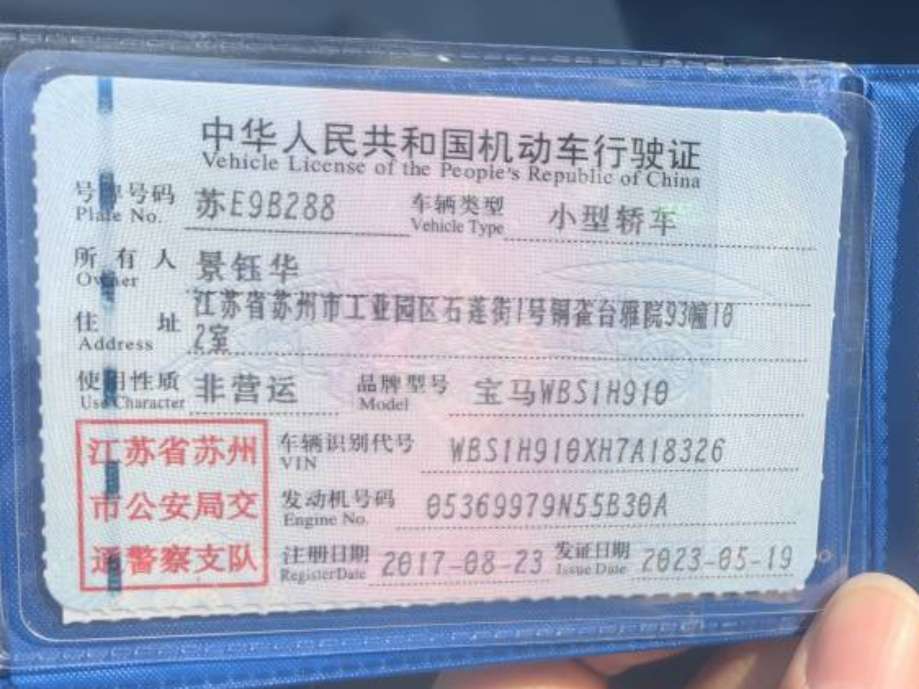 中华人民共和国机动车行驶证
Vehicle License of the People's Republic of China
号牌号码 苏E9B288 车辆类型 小型轿车
Plate No. Vehicle Type
所有人 景钰华
Owner
住址 江苏省苏州市工业园区石莲街1号铜雀台雅院93幢10
Address 2室
使用性质 非营运 品牌型号 宝马WBS1H910
Use Character Model
江苏省苏州 车辆识别代号 WBS1H910XH7A18326
VIN
市公安局交 发动机号码 05369979N55B30A
Engine No.
通警察支队 注册日期 2017-08-23 发证日期 2023-05-19
Register Date Issue Date